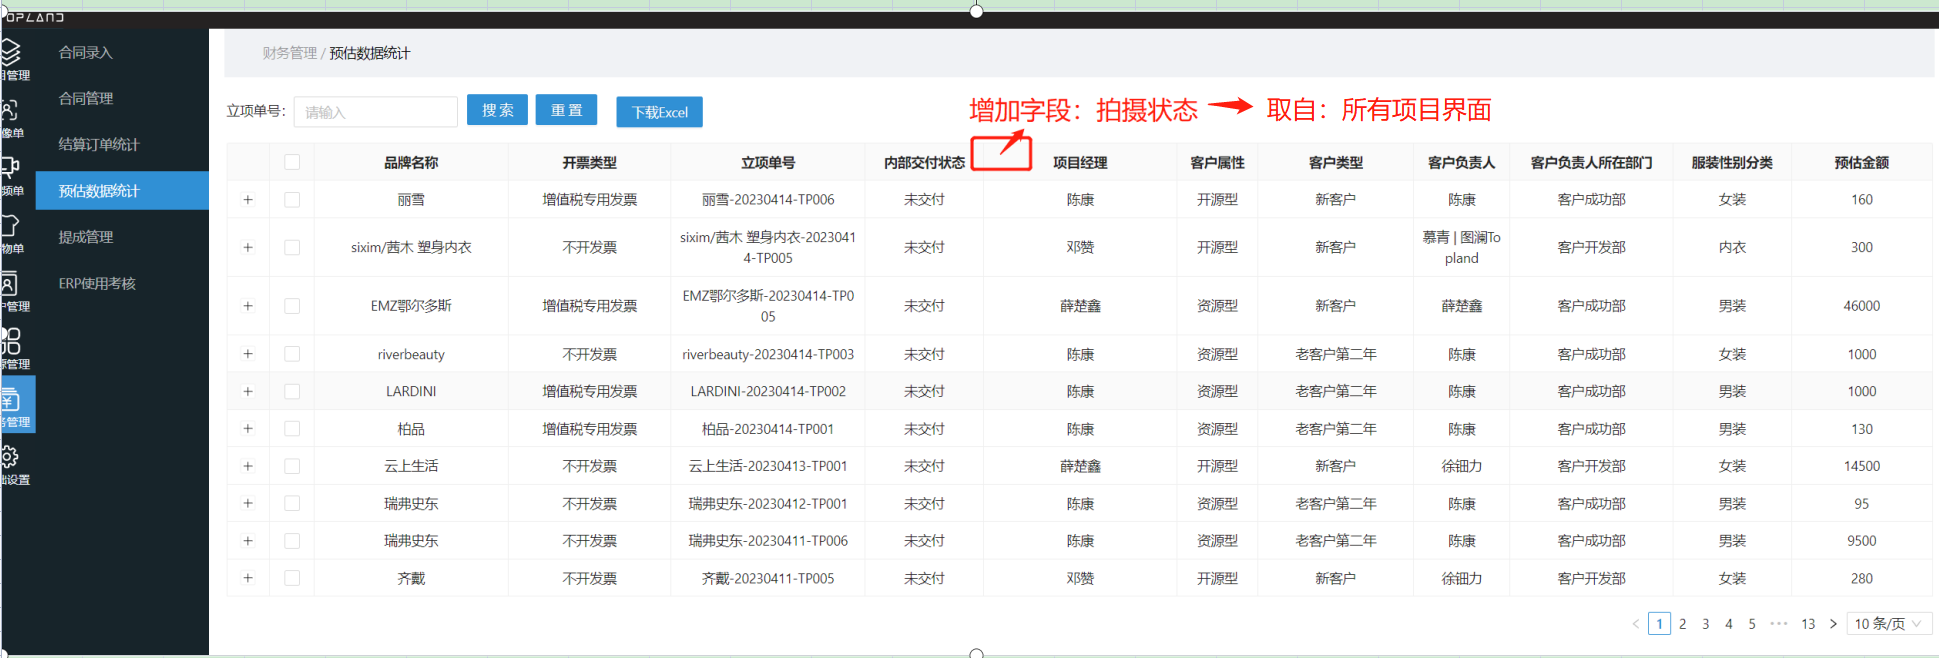 OPLAND
合同录入
合同管理
结算订单统计
预估数据统计
提成管理
ERP使用考核
管理
像单
频单
物单
户管理
源管理
务管理
础设置
财务管理 / 预估数据统计
立项单号: 请输入 搜索 重置 下载Excel
增加字段：拍摄状态 取自：所有项目界面
品牌名称 开票类型 立项单号 内部交付状态 项目经理 客户属性 客户类型 客户负责人 客户负责人所在部门 服装性别分类 预估金额
+ 丽雪 增值税专用发票 丽雪-20230414-TP006 未交付 陈康 开源型 新客户 陈康 客户成功部 女装 160
+ sixim/茜木 塑身内衣 不开发票 sixim/茜木 塑身内衣-2023041 未交付 邓赞 开源型 新客户 慕青 | 图澜To 客户开发部 内衣 300
4-TP005 pland
+ EMZ鄂尔多斯 增值税专用发票 EMZ鄂尔多斯-20230414-TP0 未交付 薛楚鑫 资源型 新客户 薛楚鑫 客户成功部 男装 46000
05
+ riverbeauty 不开发票 riverbeauty-20230414-TP003 未交付 陈康 资源型 老客户第二年 陈康 客户成功部 女装 1000
+ LARDINI 增值税专用发票 LARDINI-20230414-TP002 未交付 陈康 资源型 老客户第二年 陈康 客户成功部 男装 1000
+ 柏品 增值税专用发票 柏品-20230414-TP001 未交付 陈康 资源型 老客户第二年 陈康 客户成功部 男装 130
+ 云上生活 不开发票 云上生活-20230413-TP001 未交付 薛楚鑫 开源型 新客户 徐钿力 客户开发部 女装 14500
+ 瑞弗史东 不开发票 瑞弗史东-20230412-TP001 未交付 陈康 资源型 老客户第二年 陈康 客户成功部 男装 95
+ 瑞弗史东 不开发票 瑞弗史东-20230411-TP006 未交付 陈康 资源型 老客户第二年 陈康 客户成功部 男装 9500
+ 齐戴 不开发票 齐戴-20230411-TP005 未交付 邓赞 开源型 新客户 徐钿力 客户开发部 女装 280
< 1 2 3 4 5 ••• 13 > 10 条/页